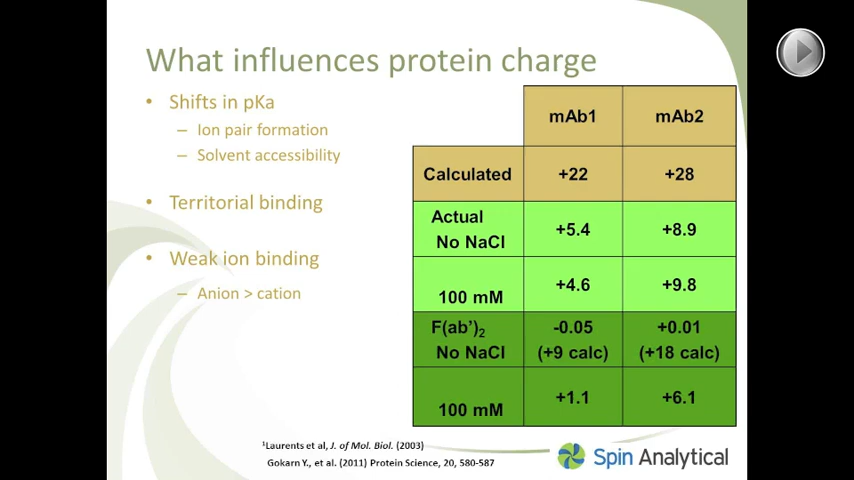 What influences protein charge
• Shifts in pKa
– Ion pair formation
– Solvent accessibility
• Territorial binding
• Weak ion binding
– Anion > cation
mAb1 mAb2
Calculated +22 +28
Actual
No NaCl +5.4 +8.9
100 mM +4.6 +9.8
F(ab’)2 -0.05 +0.01
No NaCl (+9 calc) (+18 calc)
100 mM +1.1 +6.1
1Laurents et al, J. of Mol. Biol. (2003)
Gokarn Y., et al. (2011) Protein Science, 20, 580-587
Spin Analytical